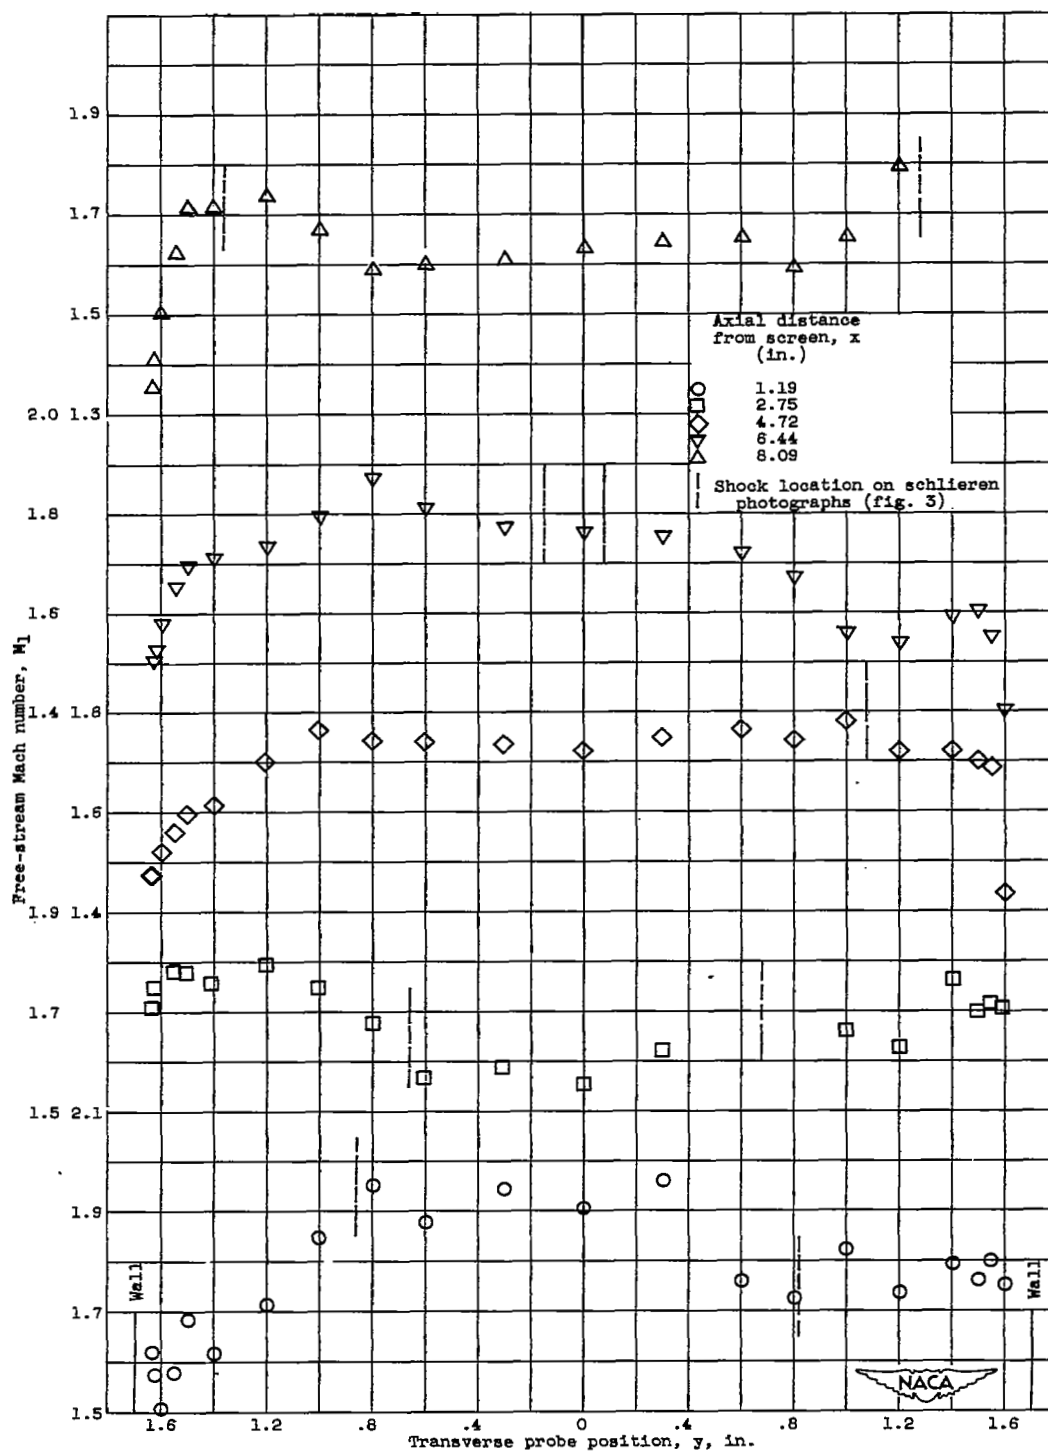 1.9
1.7
1.5
Axial distance
from screen, x
(in.)
1.19
2.75
4.72
6.44
8.09
Shock location on schlieren
photographs (fig. 3)
2.0 1.3
1.8
1.6
1.4 1.8
1.6
1.9 1.4
1.7
1.5 2.1
1.9
1.7
1.5
Free-stream Mach number, M1
Wall
Wall
NACA
1.6 1.2 .8 .4 0 .4 .8 1.2 1.6
Transverse probe position, y, in.